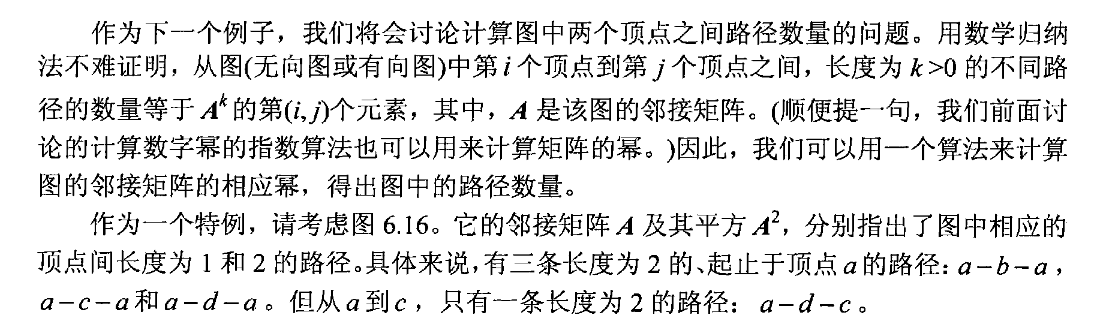 作为下一个例子，我们将会讨论计算图中两个顶点之间路径数量的问题。用数学归纳
法不难证明，从图(无向图或有向图)中第 i 个顶点到第 j 个顶点之间，长度为 k>0 的不同路
径的数量等于 Aᵏ 的第(i, j)个元素，其中，A 是该图的邻接矩阵。(顺便提一句，我们前面讨
论的计算数字幂的指数算法也可以用来计算矩阵的幂。)因此，我们可以用一个算法来计算
图的邻接矩阵的相应幂，得出图中的路径数量。
作为一个特例，请考虑图 6.16。它的邻接矩阵 A 及其平方 A²，分别指出了图中相应的
顶点间长度为 1 和 2 的路径。具体来说，有三条长度为 2 的、起止于顶点 a 的路径：a−b−a，
a−c−a 和 a−d−a。但从 a 到 c，只有一条长度为 2 的路径：a−d−c。